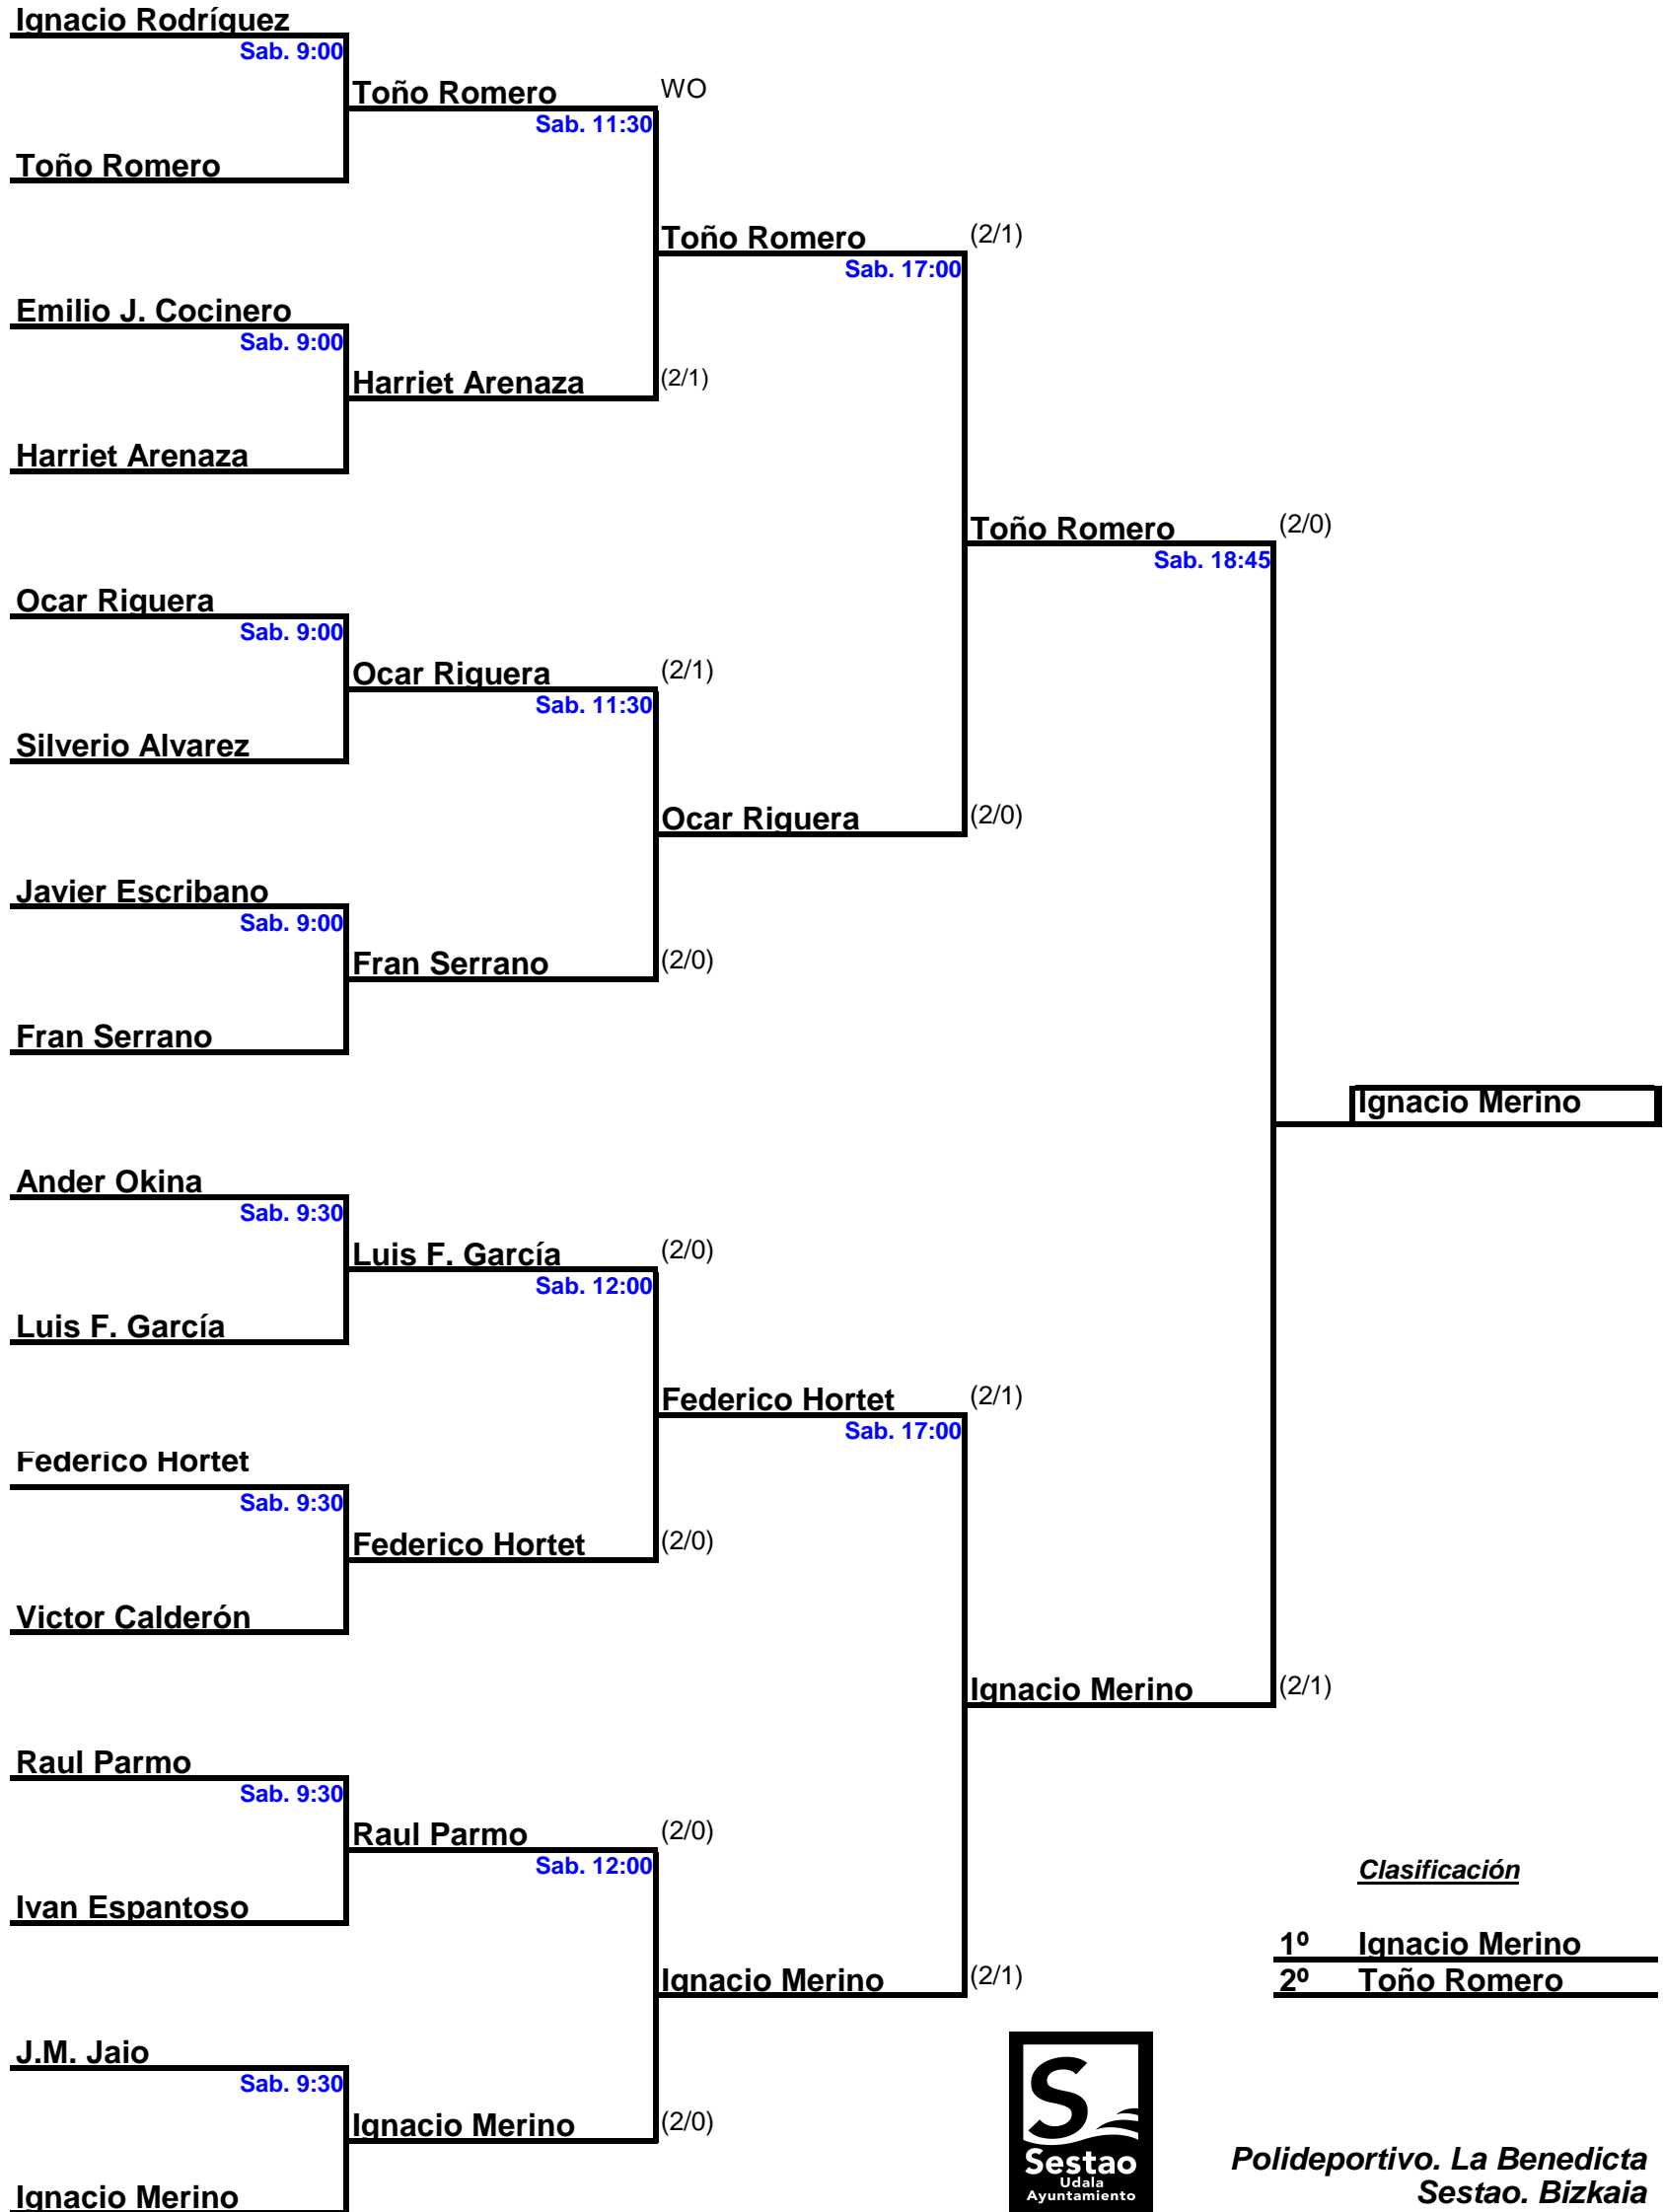 Ignacio Rodríguez
Sab. 9:00
Toño Romero
WO
Sab. 11:30
Toño Romero
Toño Romero
(2/1)
Sab. 17:00
Emilio J. Cocinero
Sab. 9:00
Harriet Arenaza
(2/1)
Harriet Arenaza
Toño Romero
(2/0)
Sab. 18:45
Ocar Riguera
Sab. 9:00
Ocar Riguera
(2/1)
Sab. 11:30
Silverio Alvarez
Ocar Riguera
(2/0)
Javier Escribano
Sab. 9:00
Fran Serrano
(2/0)
Fran Serrano
Ignacio Merino
Ander Okina
Sab. 9:30
Luis F. García
(2/0)
Sab. 12:00
Luis F. García
Federico Hortet
(2/1)
Sab. 17:00
Federico Hortet
Sab. 9:30
Federico Hortet
(2/0)
Victor Calderón
Ignacio Merino
(2/1)
Raul Parmo
Sab. 9:30
Raul Parmo
(2/0)
Sab. 12:00
Clasificación
Ivan Espantoso
1º Ignacio Merino
Ignacio Merino
(2/1)
2º Toño Romero
J.M. Jaio
Sab. 9:30
Ignacio Merino
(2/0)
Ignacio Merino
S
Sestao
Udala
Ayuntamiento
Polideportivo. La Benedicta
Sestao. Bizkaia